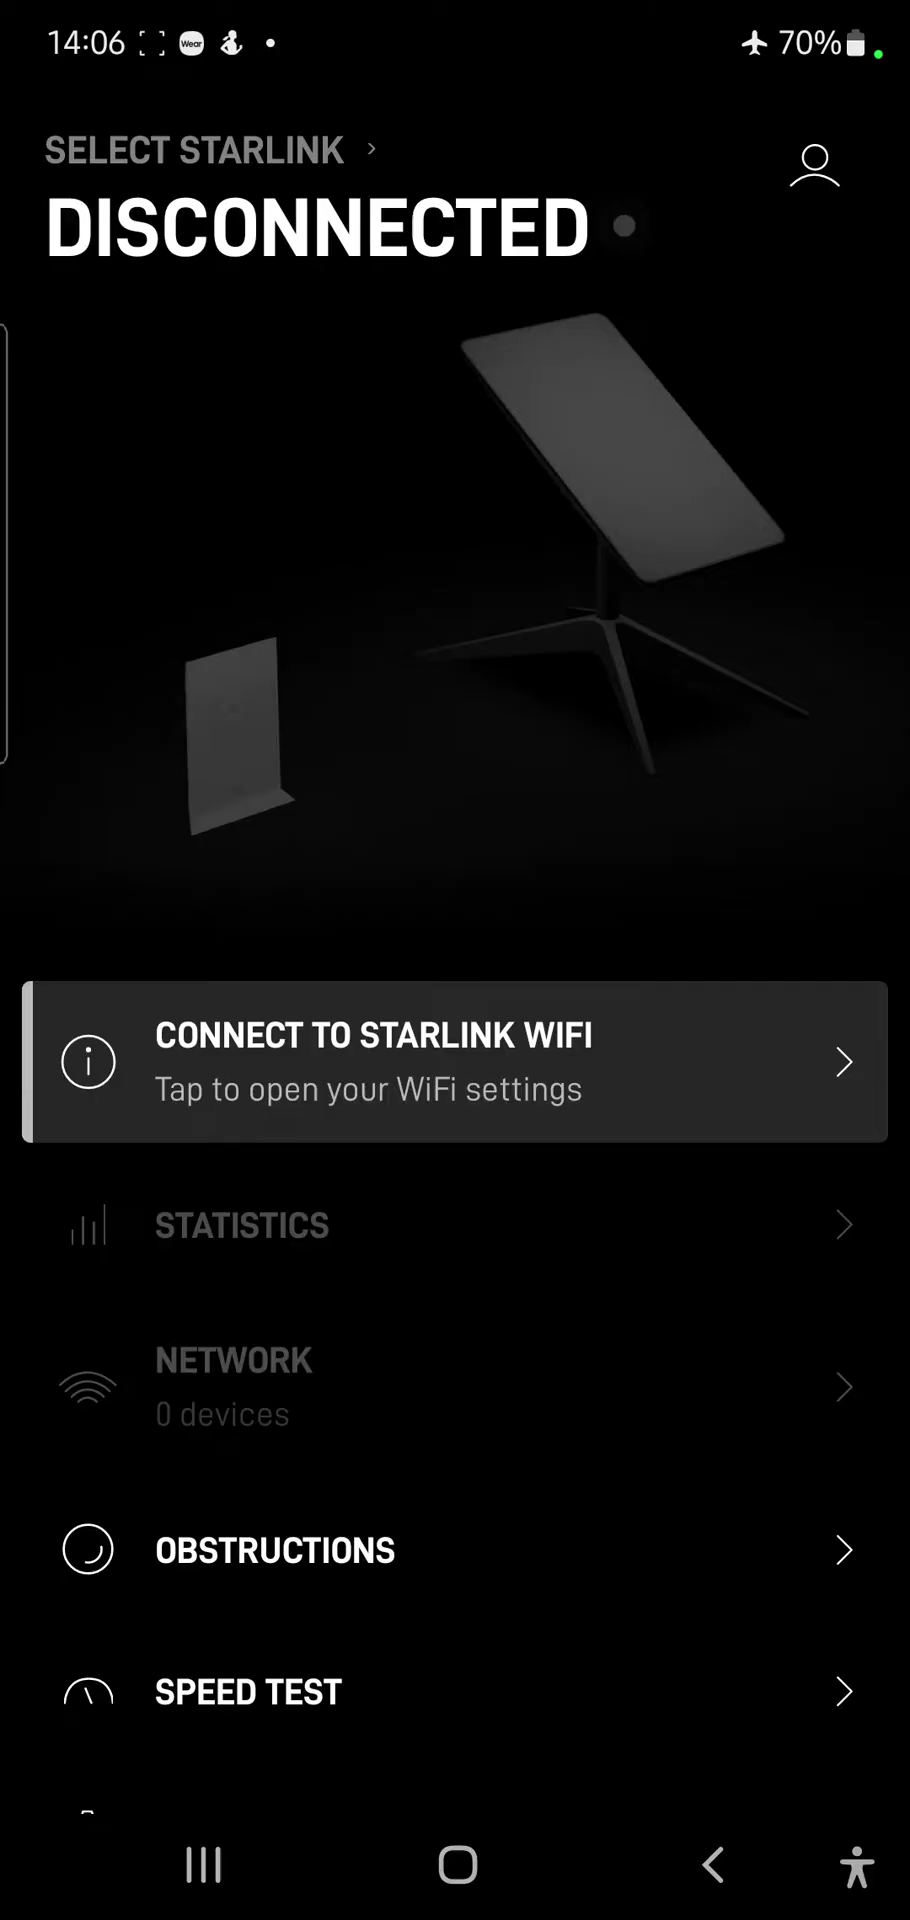 14:06 Wear 70%
SELECT STARLINK
DISCONNECTED
CONNECT TO STARLINK WIFI
Tap to open your WiFi settings
STATISTICS
NETWORK
0 devices
OBSTRUCTIONS
SPEED TEST